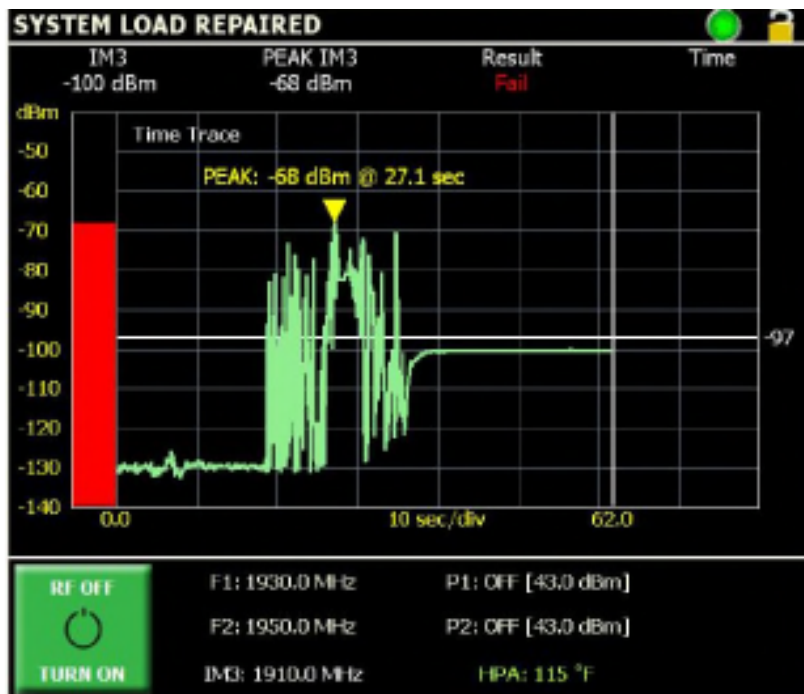 SYSTEM LOAD REPAIRED
IM3 PEAK IM3 Result Time
-100 dBm -68 dBm Fail
dBm
Time Trace
-50
PEAK: -68 dBm @ 27.1 sec
-60
-70
-80
-90
-97
-100
-110
-120
-130
-140
0.0 10 sec/div 62.0
RF OFF F1: 1930.0 MHz P1: OFF [43.0 dBm]
F2: 1950.0 MHz P2: OFF [43.0 dBm]
TURN ON IM3: 1910.0 MHz HPA: 115 °F